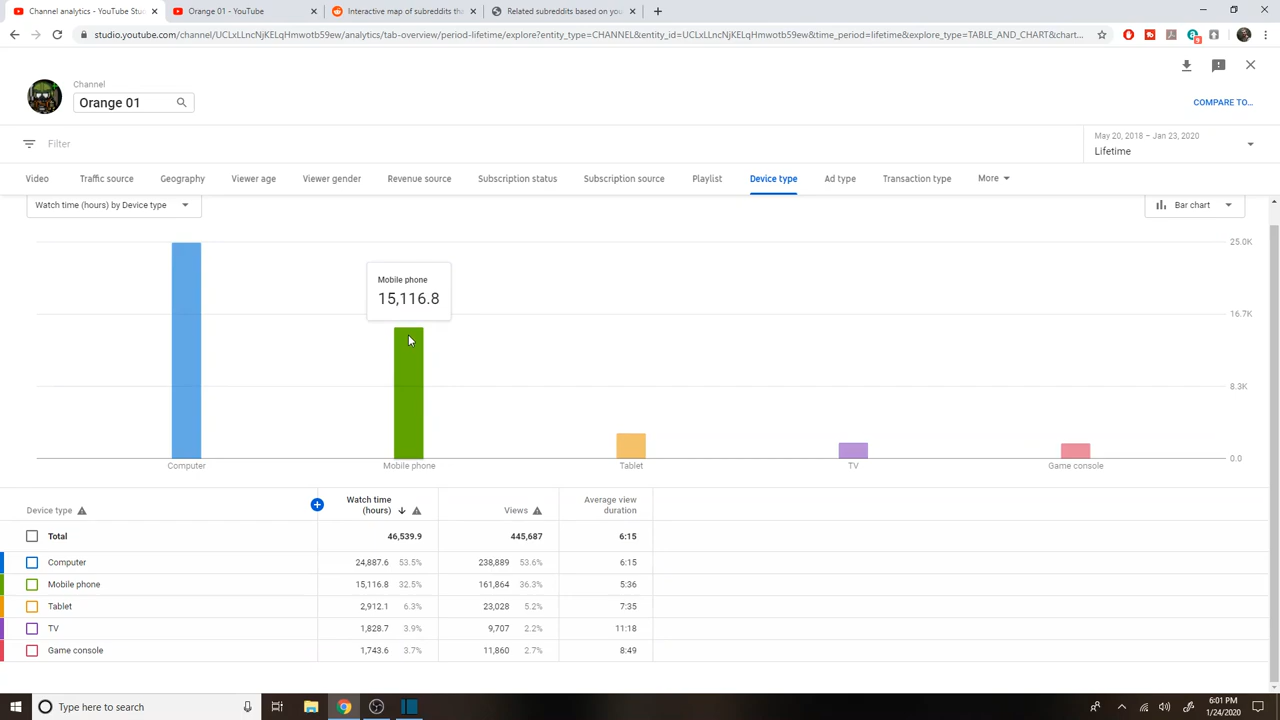 Channel analytics - YouTube Stu
Orange 01 - YouTube
Interactive map of subreddits tha
Related subreddits based on you
studio.youtube.com/channel/UCLxLLncNjKELqHmwotb59ew/analytics/tab-overview/period-lifetime/explore?entity_type=CHANNEL&entity_id=UCLxLLncNjKELqHmwotb59ew&time_period=lifetime&explore_type=TABLE_AND_CHART&chart...
Channel
Orange 01
COMPARE TO...
Filter
May 20, 2018 – Jan 23, 2020
Lifetime
Video Traffic source Geography Viewer age Viewer gender Revenue source Subscription status Subscription source Playlist Device type Ad type Transaction type More
Watch time (hours) by Device type
Bar chart
25.0K
Mobile phone
15,116.8
16.7K
8.3K
0.0
Computer Mobile phone Tablet TV Game console
Device type Watch time (hours) Views Average view duration
Total 46,539.9 445,687 6:15
Computer 24,887.6 53.5% 238,889 53.6% 6:15
Mobile phone 15,116.8 32.5% 161,864 36.3% 5:36
Tablet 2,912.1 6.3% 23,028 5.2% 7:35
TV 1,828.7 3.9% 9,707 2.2% 11:18
Game console 1,743.6 3.7% 11,860 2.7% 8:49
Type here to search
6:01 PM
1/24/2020